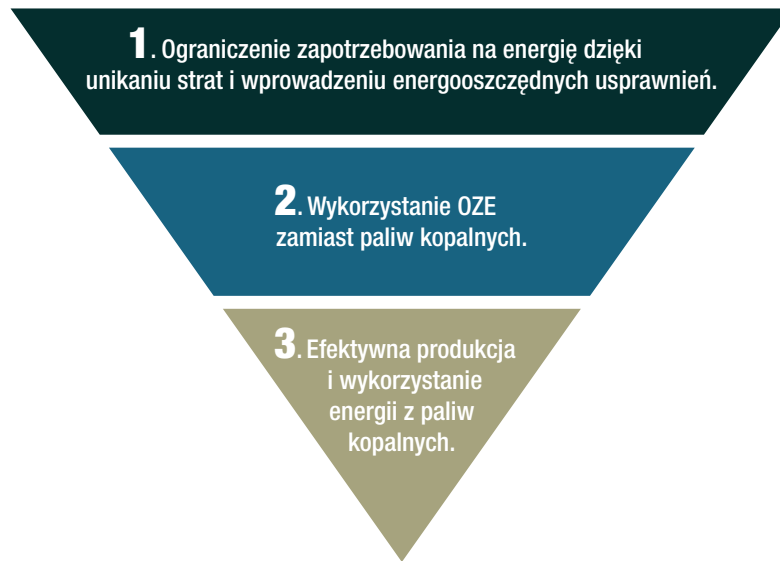 1. Ograniczenie zapotrzebowania na energię dzięki
unikaniu strat i wprowadzeniu energooszczędnych usprawnień.
2. Wykorzystanie OZE
zamiast paliw kopalnych.
3. Efektywna produkcja
i wykorzystanie
energii z paliw
kopalnych.